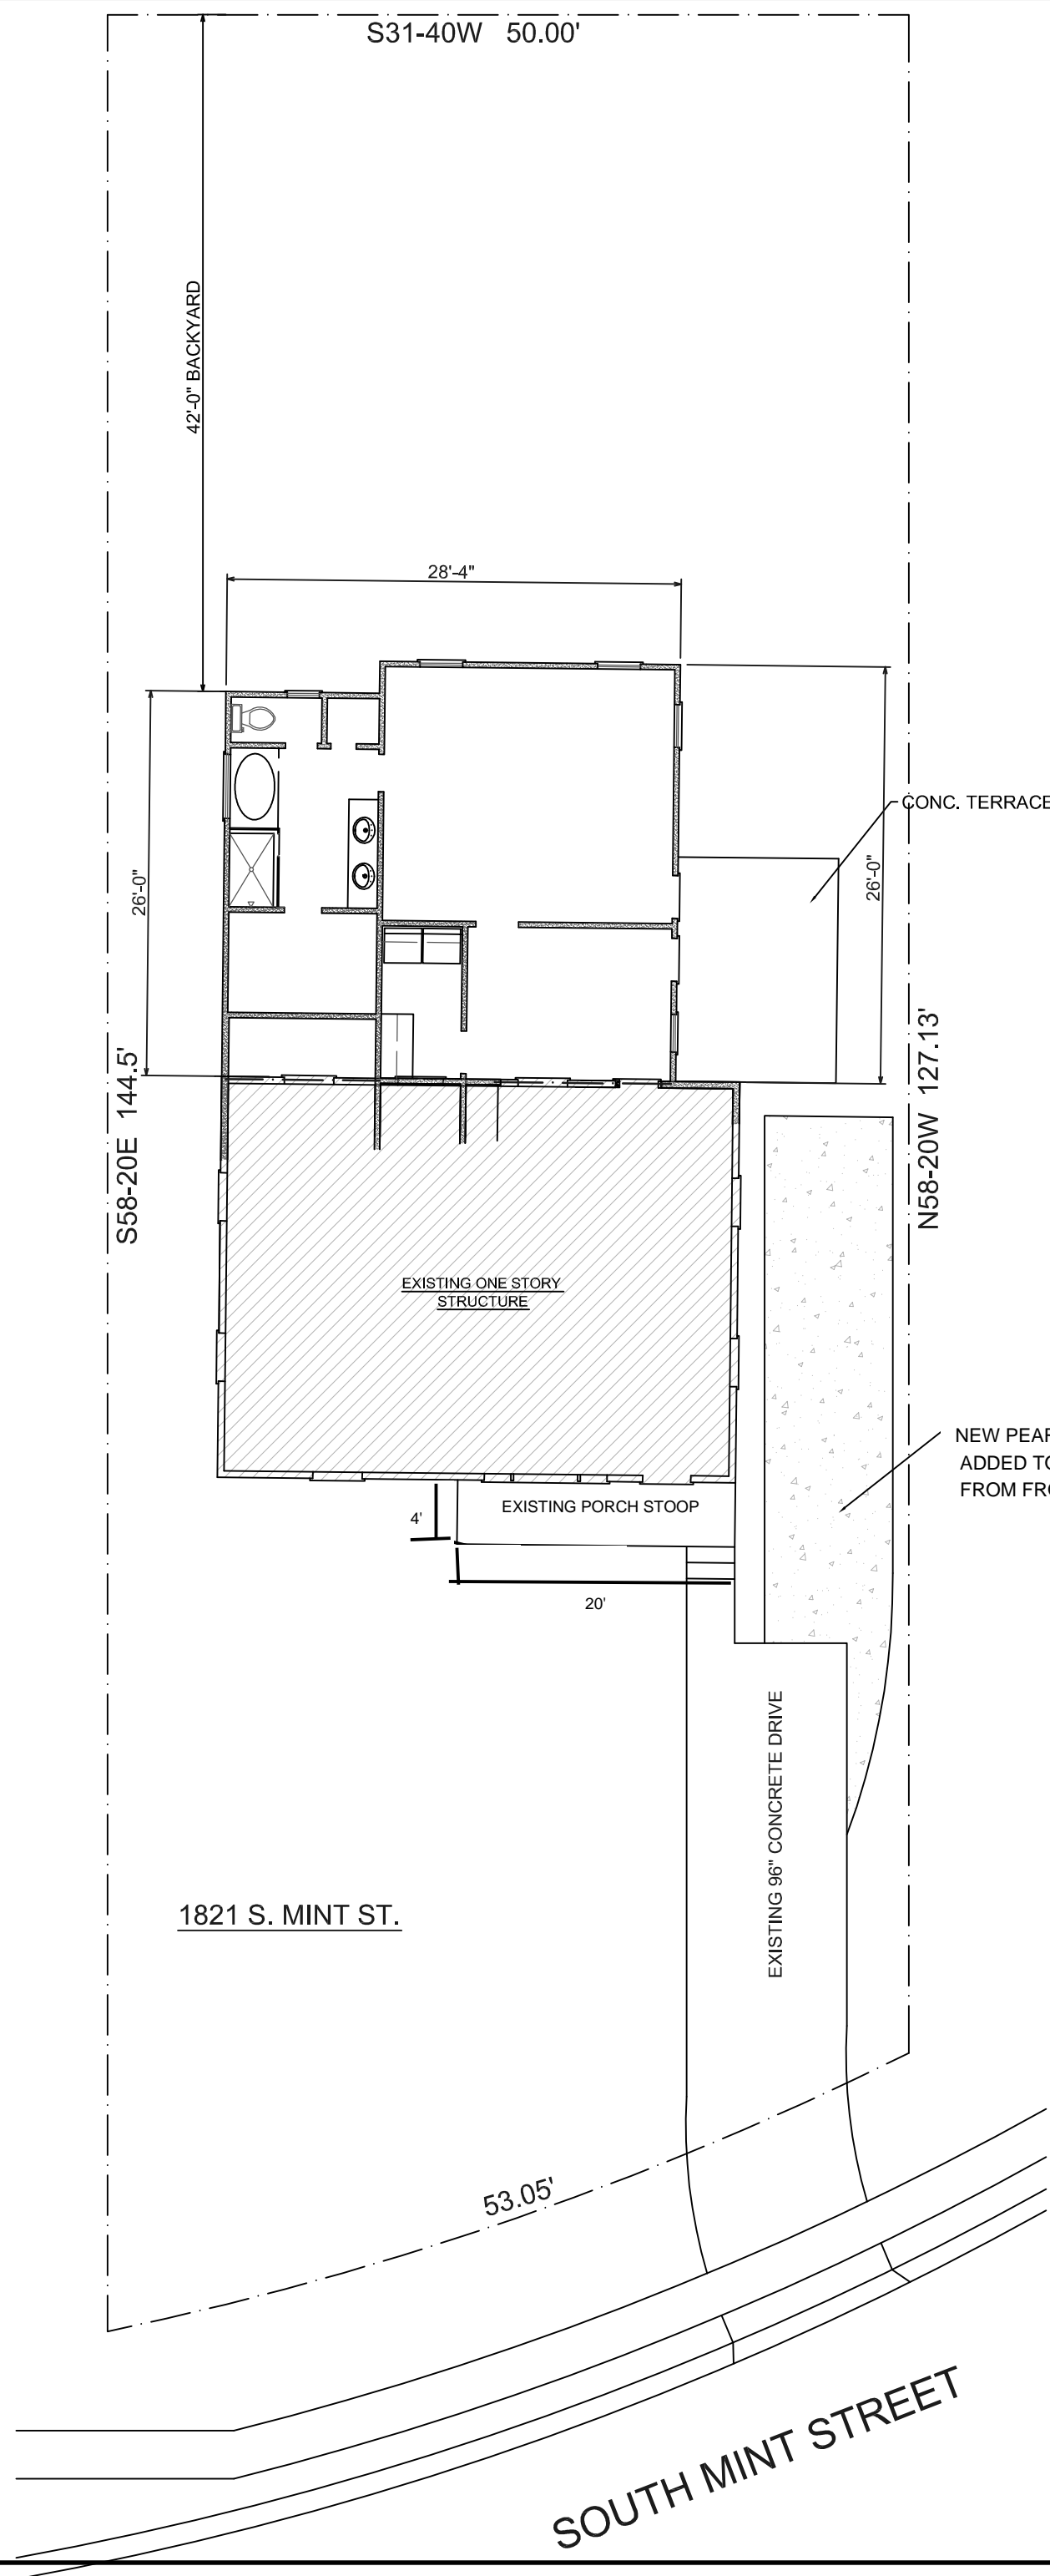 S31-40W 50.00'
42'-0" BACKYARD
28'-4"
CONC. TERRACE
26'-0"
26'-0"
S58-20E 144.5'
N58-20W 127.13'
EXISTING ONE STORY
STRUCTURE
NEW PEA
ADDED TO
FROM FRO
EXISTING PORCH STOOP
4'
20'
EXISTING 96" CONCRETE DRIVE
1821 S. MINT ST.
53.05'
SOUTH MINT STREET